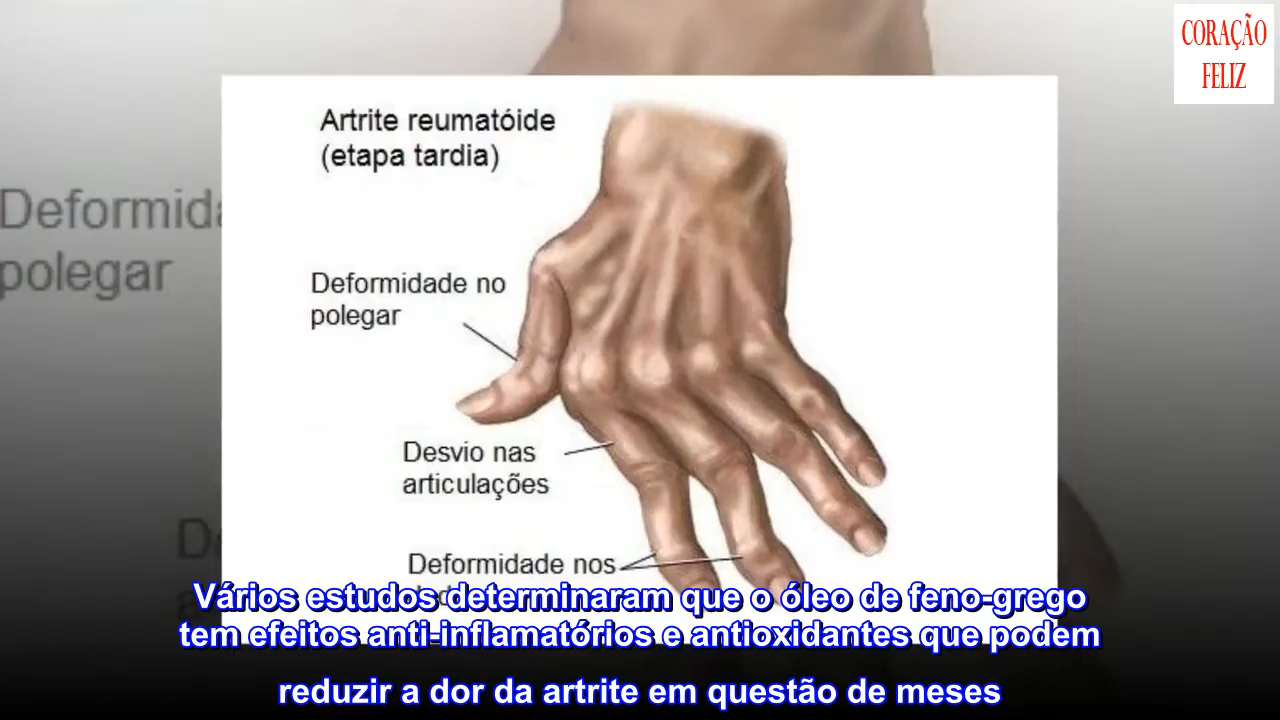 CORAÇÃO
FELIZ
Artrite reumatóide
(etapa tardia)
Deformida
polegar
Deformidade no
polegar
Desvio nas
articulações
Deformidade nos
Vários estudos determinaram que o óleo de feno-grego
tem efeitos anti-inflamatórios e antioxidantes que podem
reduzir a dor da artrite em questão de meses